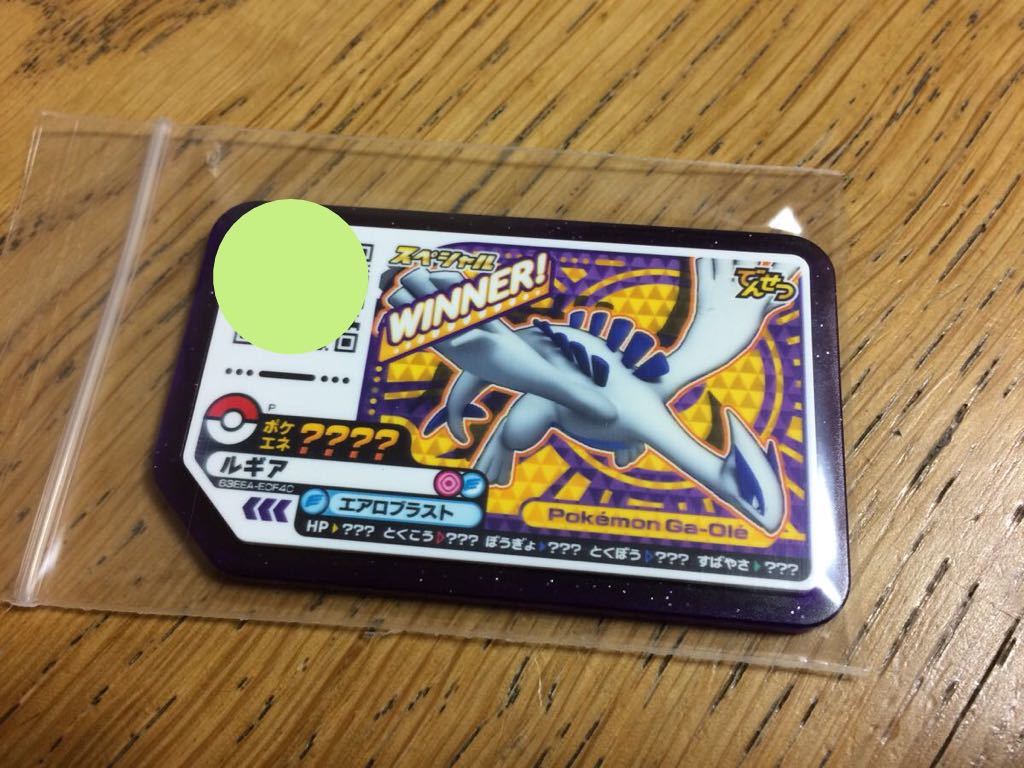 スペシャル
WINNER!
でんせつ
P
ポケ
エネ ????
ルギア
エアロブラスト
Pokémon Ga-Olé
HP ??? とくこう ??? ぼうぎょ ??? とくぼう ??? すばやさ ???